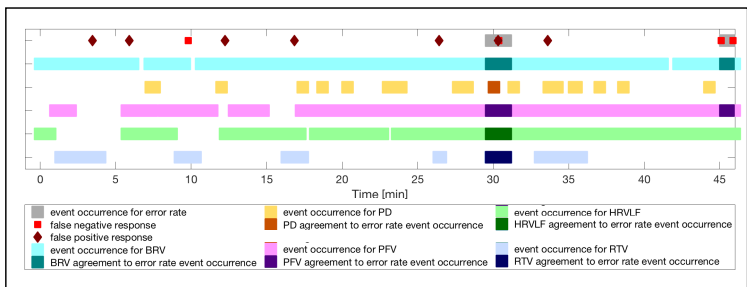 0 5 10 15 20 25 30 35 40 45
Time [min]
event occurrence for error rate
false negative response
false positive response
event occurrence for BRV
BRV agreement to error rate event occurrence
event occurrence for PD
PD agreement to error rate event occurrence
event occurrence for PFV
PFV agreement to error rate event occurrence
event occurrence for HRVLF
HRVLF agreement to error rate event occurrence
event occurrence for RTV
RTV agreement to error rate event occurrence